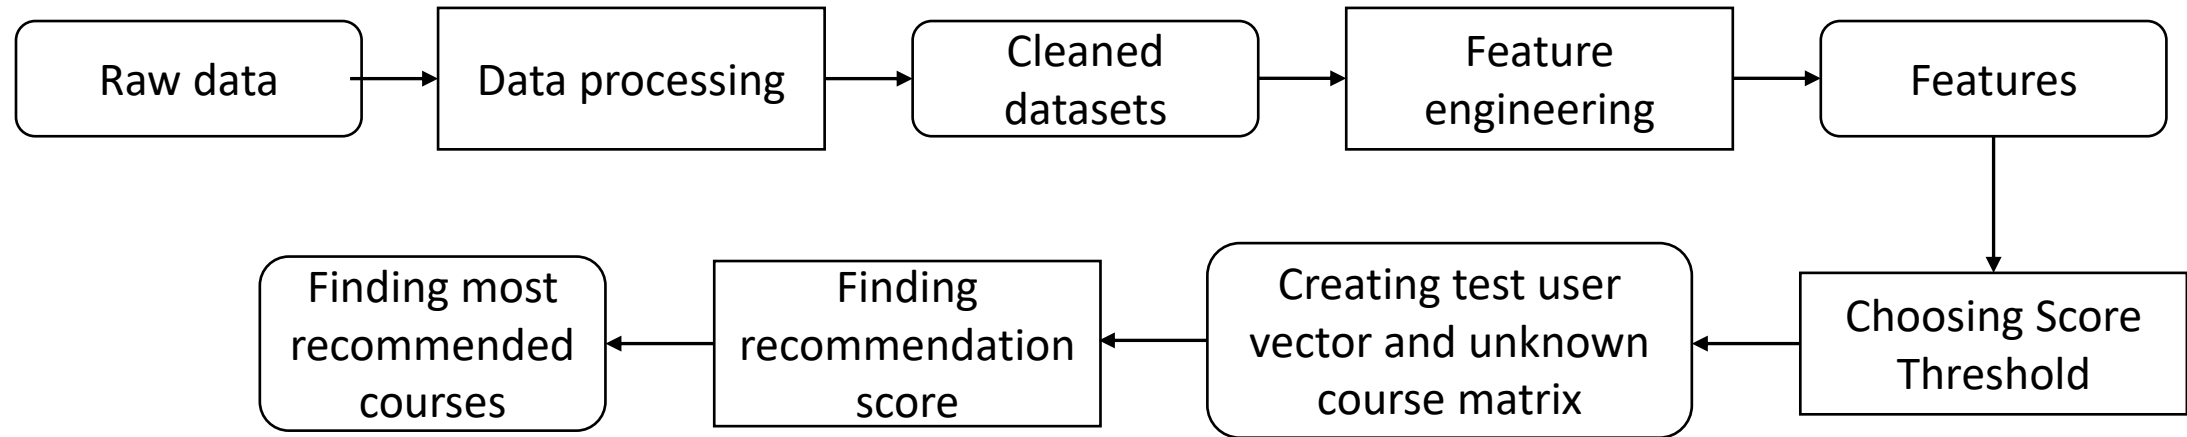 Raw data
Data processing
Cleaned
datasets
Feature
engineering
Features
Choosing Score
Threshold
Creating test user
vector and unknown
course matrix
Finding
recommendation
score
Finding most
recommended
courses